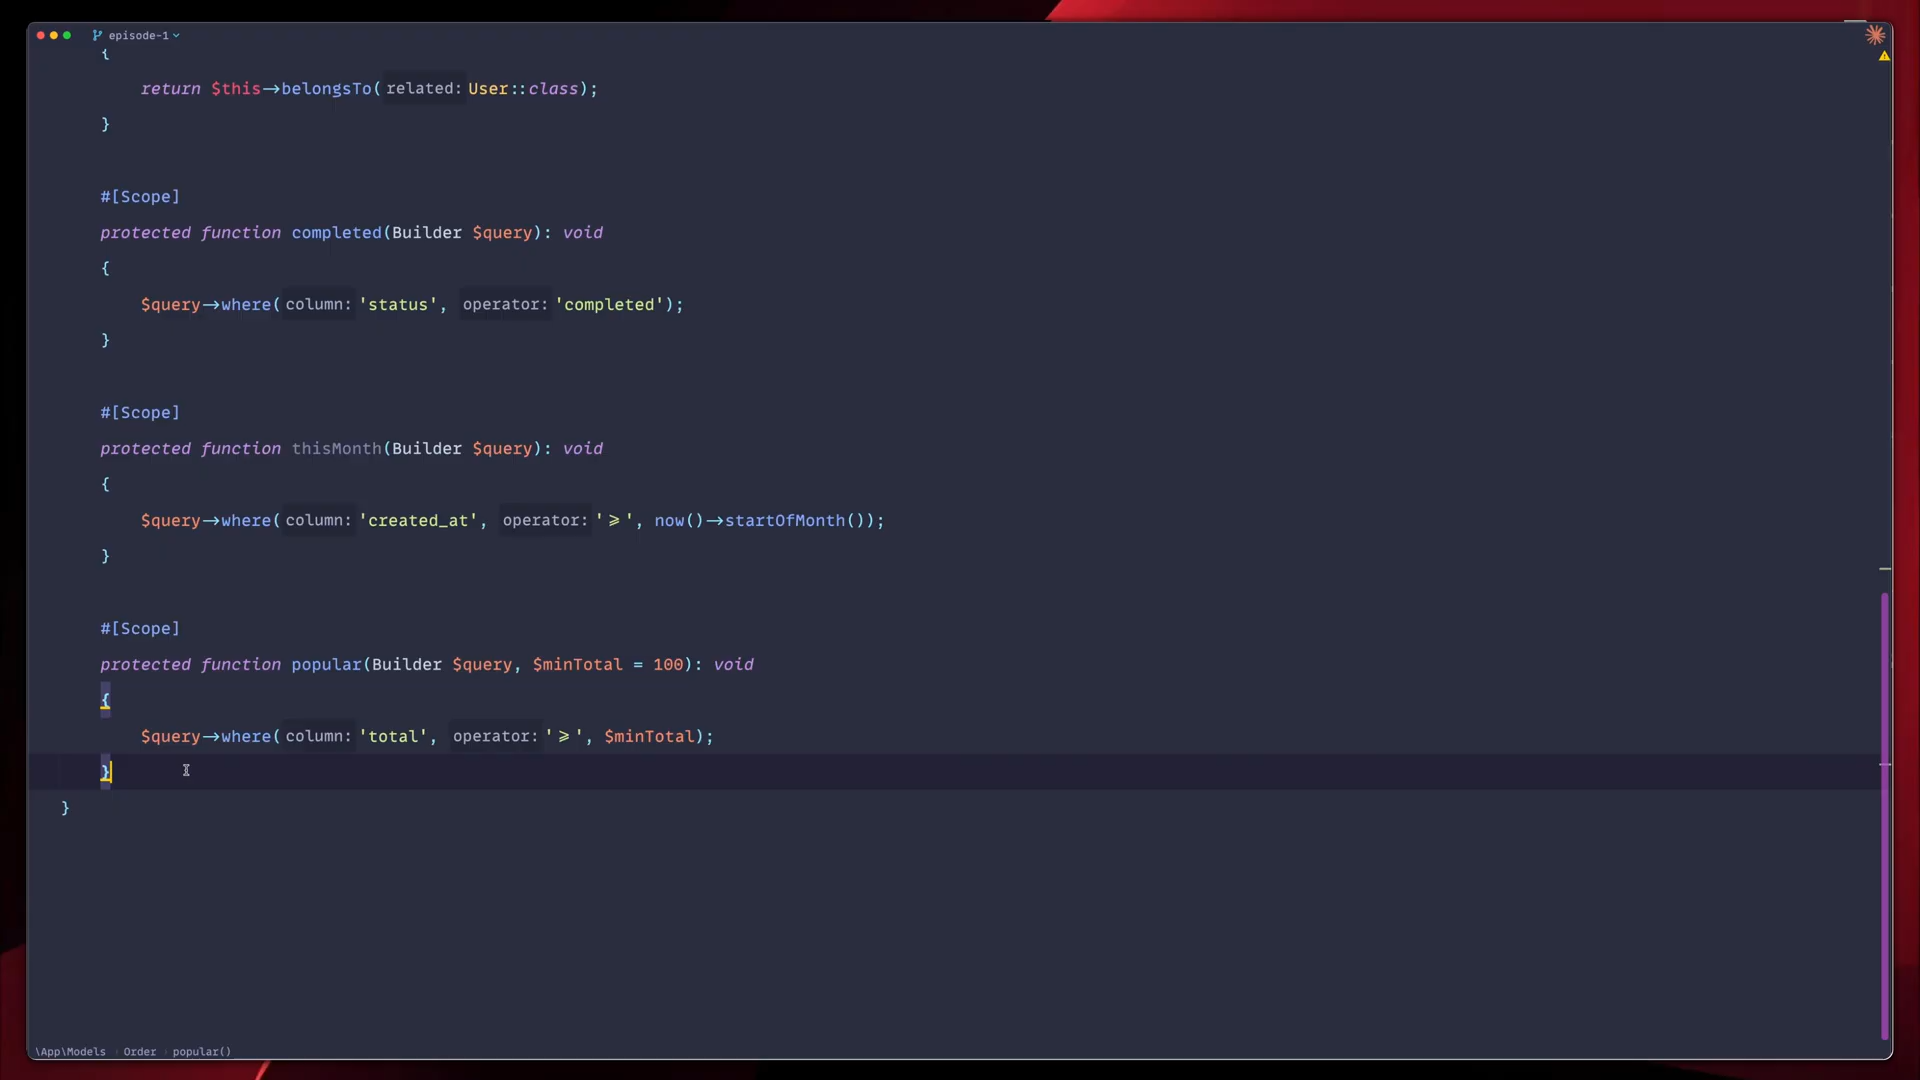 episode-1
{
return $this->belongsTo( related: User::class);
}
#[Scope]
protected function completed(Builder $query): void
{
$query->where( column: 'status', operator: 'completed');
}
#[Scope]
protected function thisMonth(Builder $query): void
{
$query->where( column: 'created_at', operator: '>=', now()->startOfMonth());
}
#[Scope]
protected function popular(Builder $query, $minTotal = 100): void
{
$query->where( column: 'total', operator: '>=', $minTotal);
}
}
\App\Models › Order › popular()